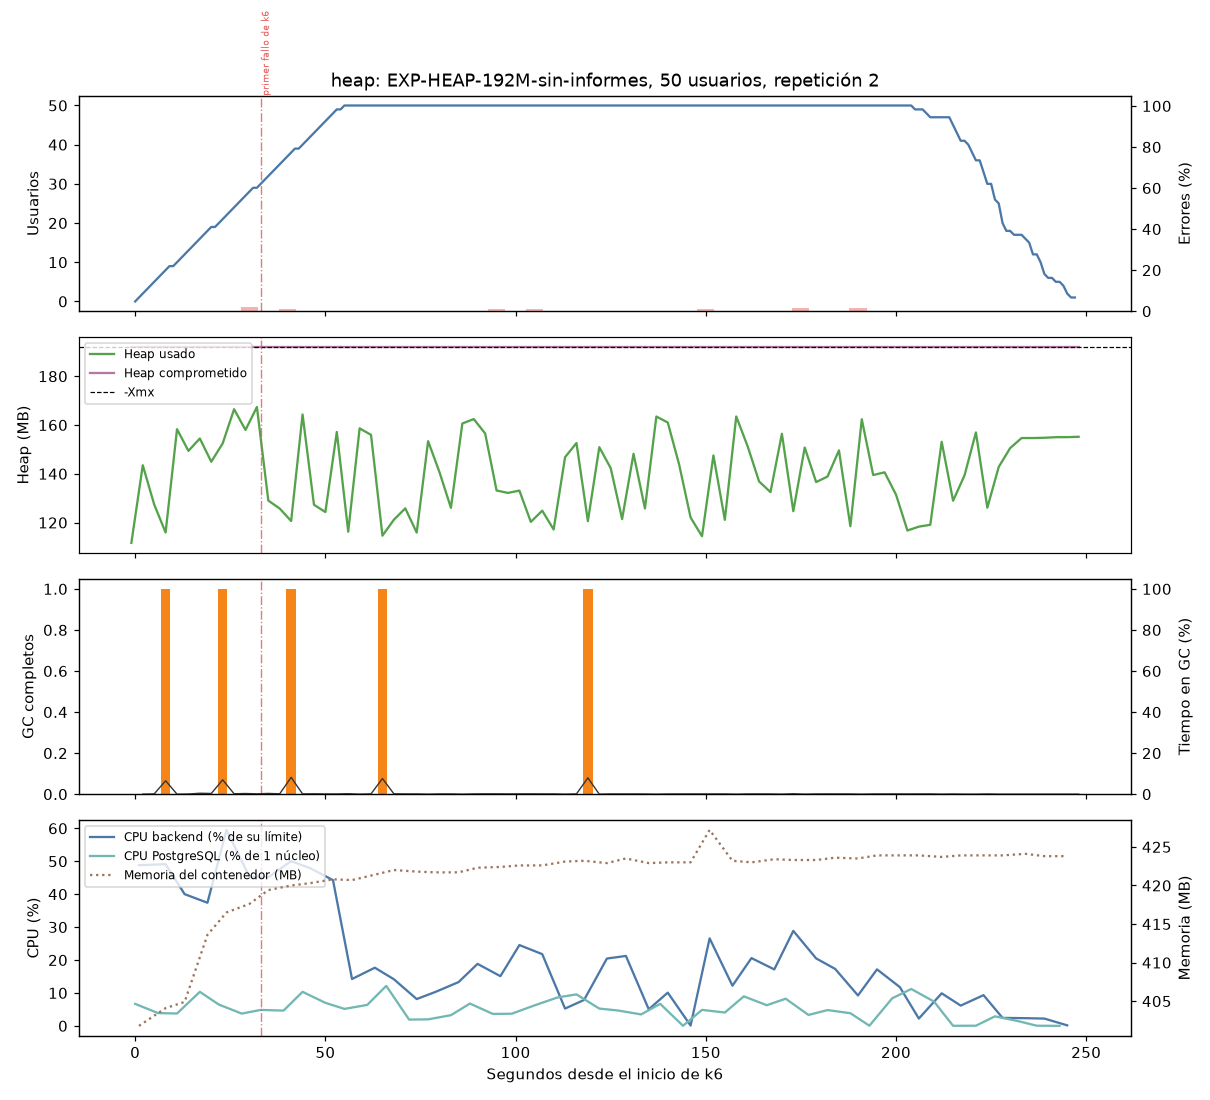 primer fallo de k6
heap: EXP-HEAP-192M-sin-informes, 50 usuarios, repetición 2
Usuarios
50
40
30
20
10
0
Errores (%)
100
80
60
40
20
0
Heap (MB)
180
160
140
120
Heap usado
Heap comprometido
-Xmx
GC completos
1.0
0.8
0.6
0.4
0.2
0.0
Tiempo en GC (%)
100
80
60
40
20
0
CPU (%)
60
50
40
30
20
10
0
CPU backend (% de su límite)
CPU PostgreSQL (% de 1 núcleo)
Memoria del contenedor (MB)
Memoria (MB)
425
420
415
410
405
0
50
100
150
200
250
Segundos desde el inicio de k6